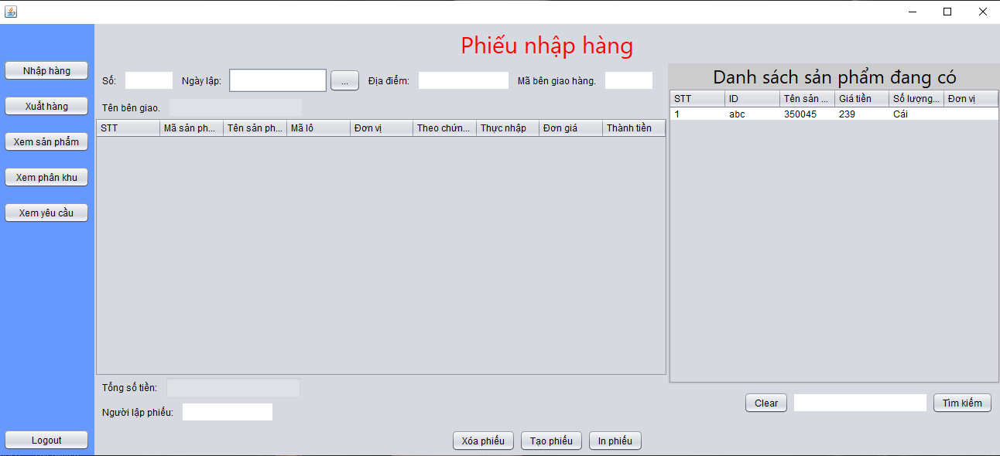 Phiếu nhập hàng
Nhập hàng
Xuất hàng
Xem sản phẩm
Xem phân khu
Xem yêu cầu
Logout
Số: Ngày lập: ... Địa điểm: Mã bên giao hàng.
Tên bên giao.
STT Mã sản ph... Tên sản ph... Mã lô Đơn vị Theo chứn... Thực nhập Đơn giá Thành tiền
Tổng số tiền:
Người lập phiếu:
Xóa phiếu Tạo phiếu In phiếu
Danh sách sản phẩm đang có
STT ID Tên sản ... Giá tiền Số lượng... Đơn vị
1 abc 350045 239 Cái
Clear Tìm kiếm